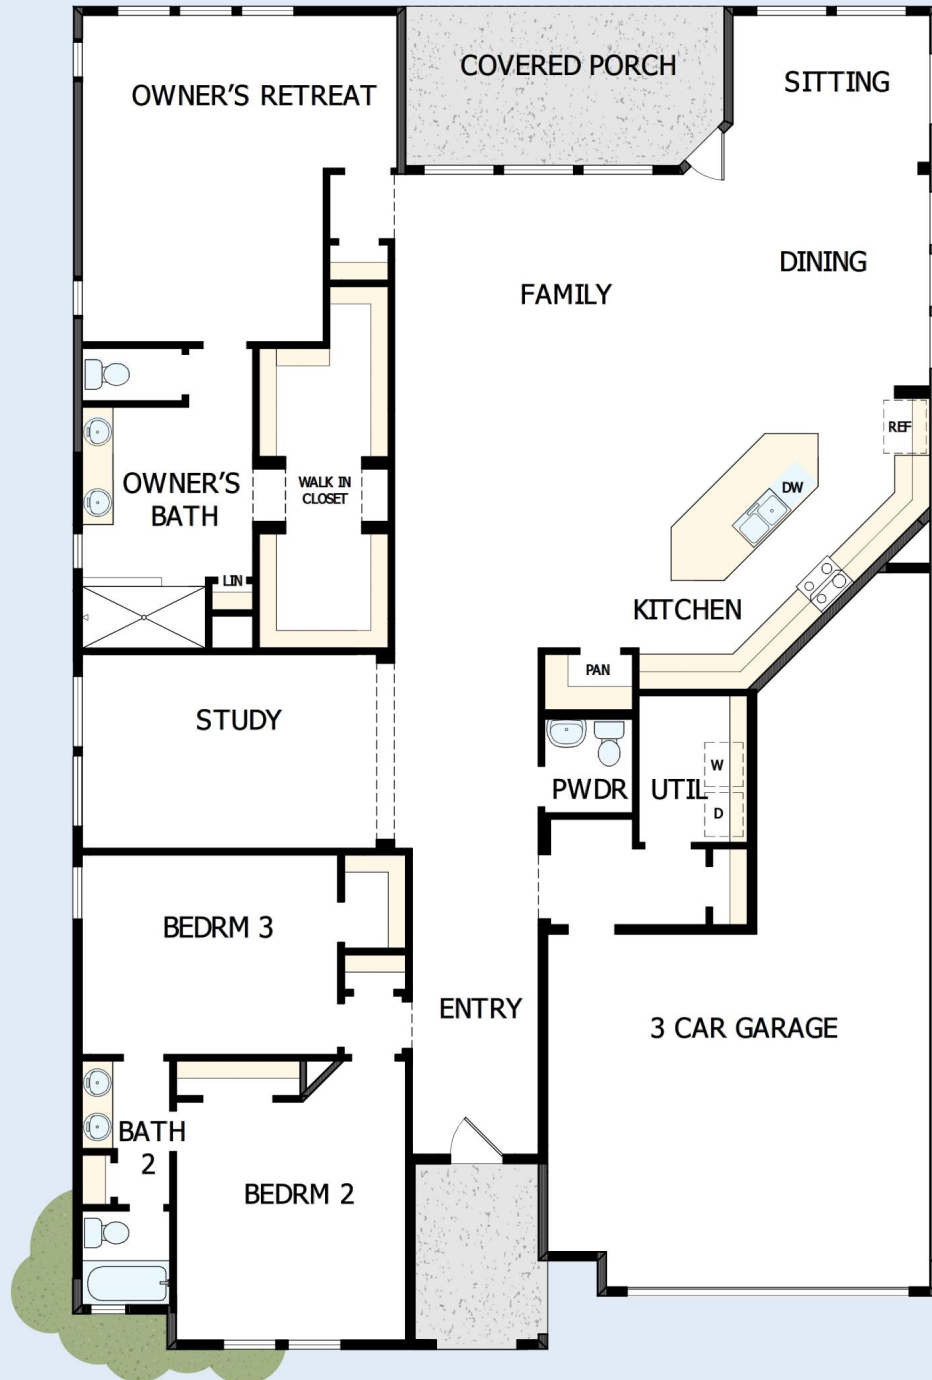 COVERED PORCH
SITTING
OWNER'S RETREAT
DINING
FAMILY
REF
OWNER'S
BATH
WALK IN
CLOSET
DW
LIN
KITCHEN
PAN
STUDY
W
PWDR
UTIL
D
BEDRM 3
ENTRY
3 CAR GARAGE
BATH
2
BEDRM 2